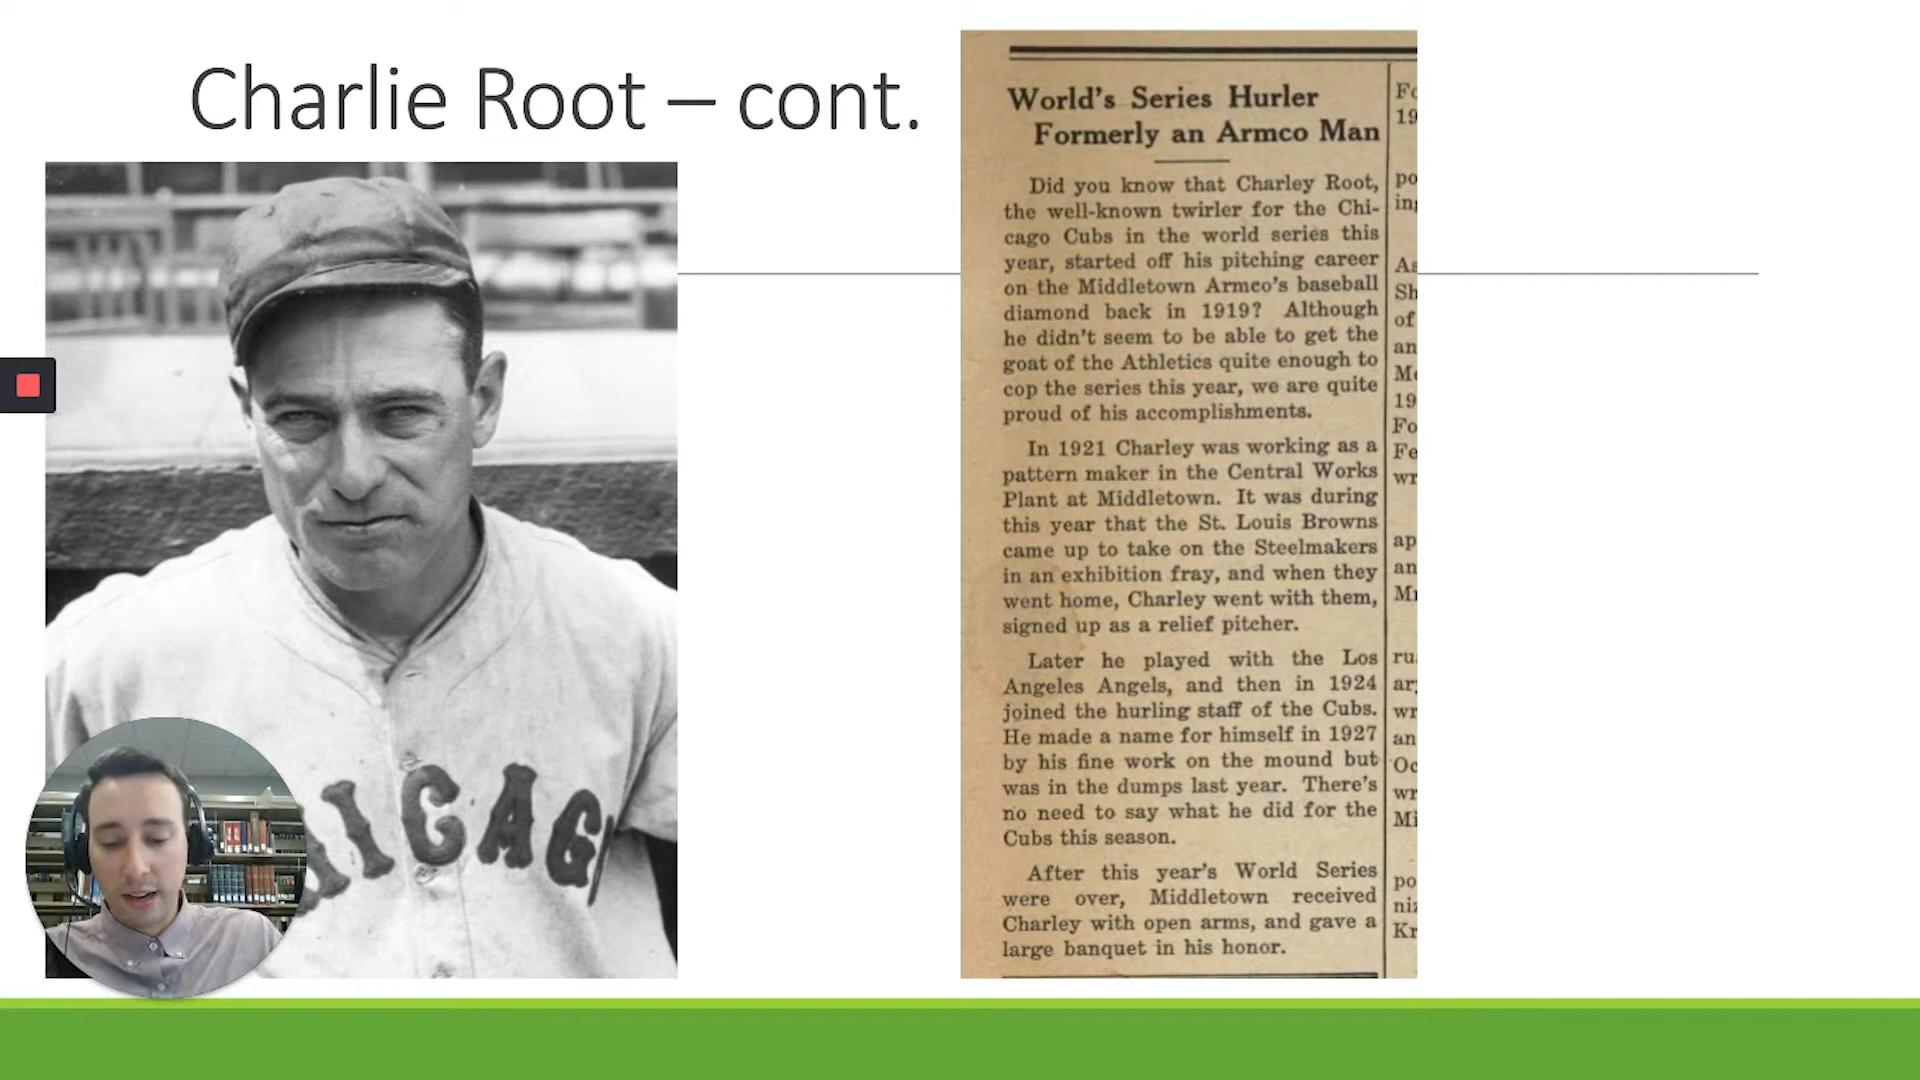 Charlie Root – cont.
World's Series Hurler
Formerly an Armco Man
Did you know that Charley Root,
the well-known twirler for the Chi-
cago Cubs in the world series this
year, started off his pitching career
on the Middletown Armco's baseball
diamond back in 1919? Although
he didn't seem to be able to get the
goat of the Athletics quite enough to
cop the series this year, we are quite
proud of his accomplishments.
In 1921 Charley was working as a
pattern maker in the Central Works
Plant at Middletown. It was during
this year that the St. Louis Browns
came up to take on the Steelmakers
in an exhibition fray, and when they
went home, Charley went with them,
signed up as a relief pitcher.
Later he played with the Los
Angeles Angels, and then in 1924
joined the hurling staff of the Cubs.
He made a name for himself in 1927
by his fine work on the mound but
was in the dumps last year. There's
no need to say what he did for the
Cubs this season.
After this year's World Series
were over, Middletown received
Charley with open arms, and gave a
large banquet in his honor.